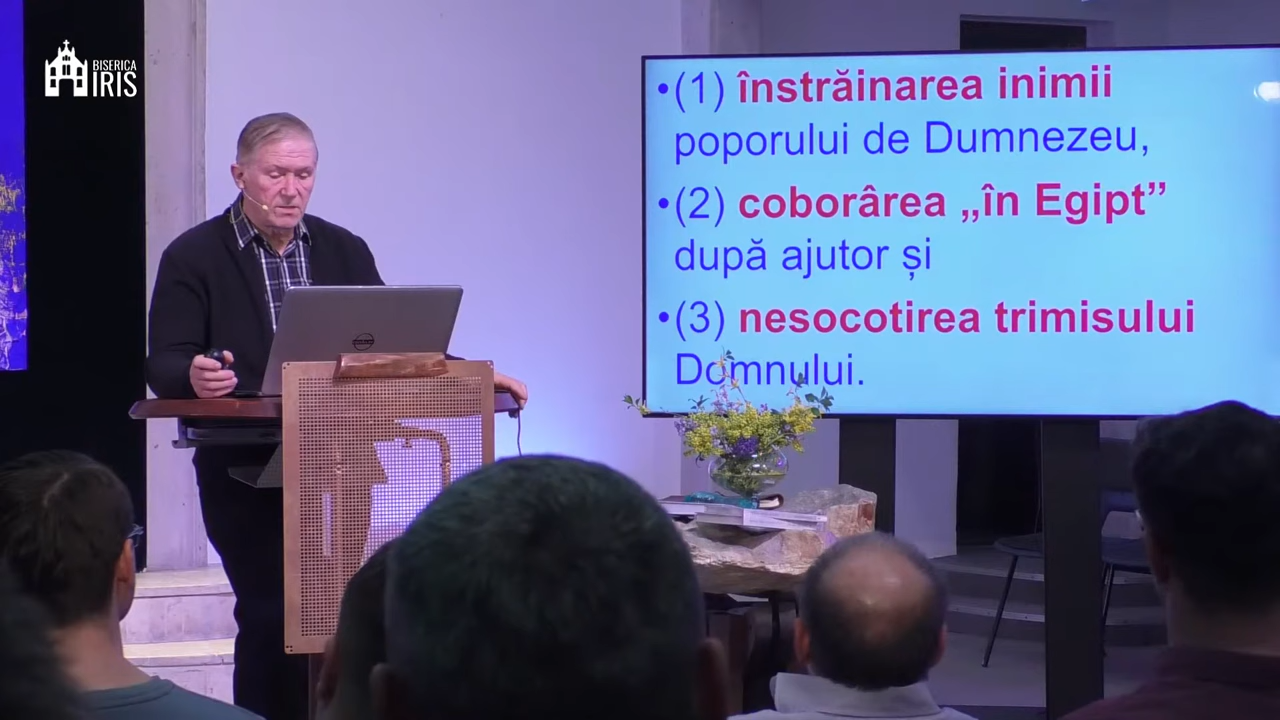 BISERICA
IRIS
•(1) înstrăinarea inimii
poporului de Dumnezeu,
•(2) coborârea „în Egipt”
după ajutor și
•(3) nesocotirea trimisului
Domnului.